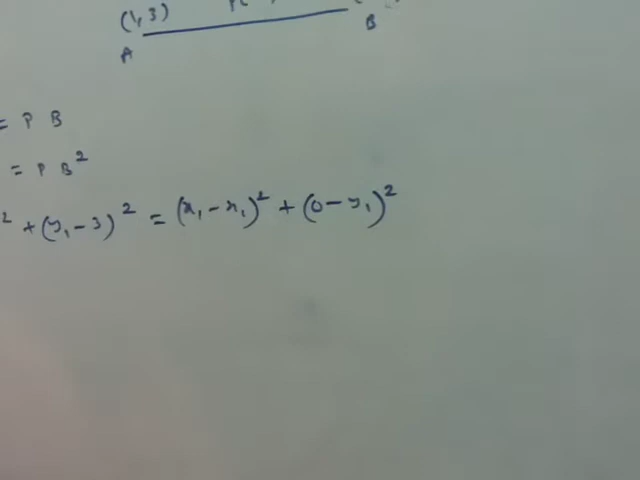 (1, 3)
A B
= P B
= P B²
² + (y₁ - 3)² = (x₁ - x₁)² + (0 - y₁)²